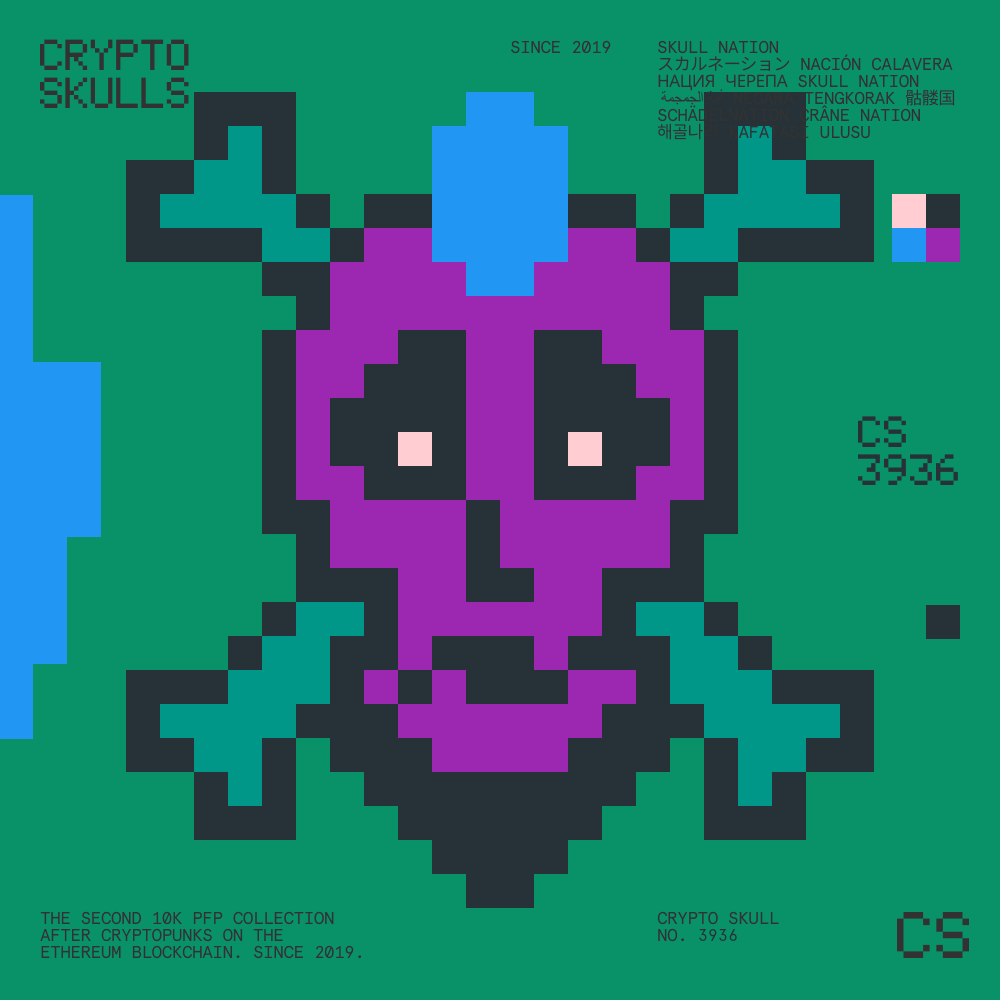 CRYPTO
SKULLS
SINCE 2019
SKULL NATION
スカルネーション NACIÓN CALAVERA
НАЦИЯ ЧЕРЕПА SKULL NATION
TENGKORAK 骷髅国
CRÂNE NATION
ULUSU
CS
3936
THE SECOND 10K PFP COLLECTION
AFTER CRYPTOPUNKS ON THE
ETHEREUM BLOCKCHAIN. SINCE 2019.
CRYPTO SKULL
NO. 3936
CS